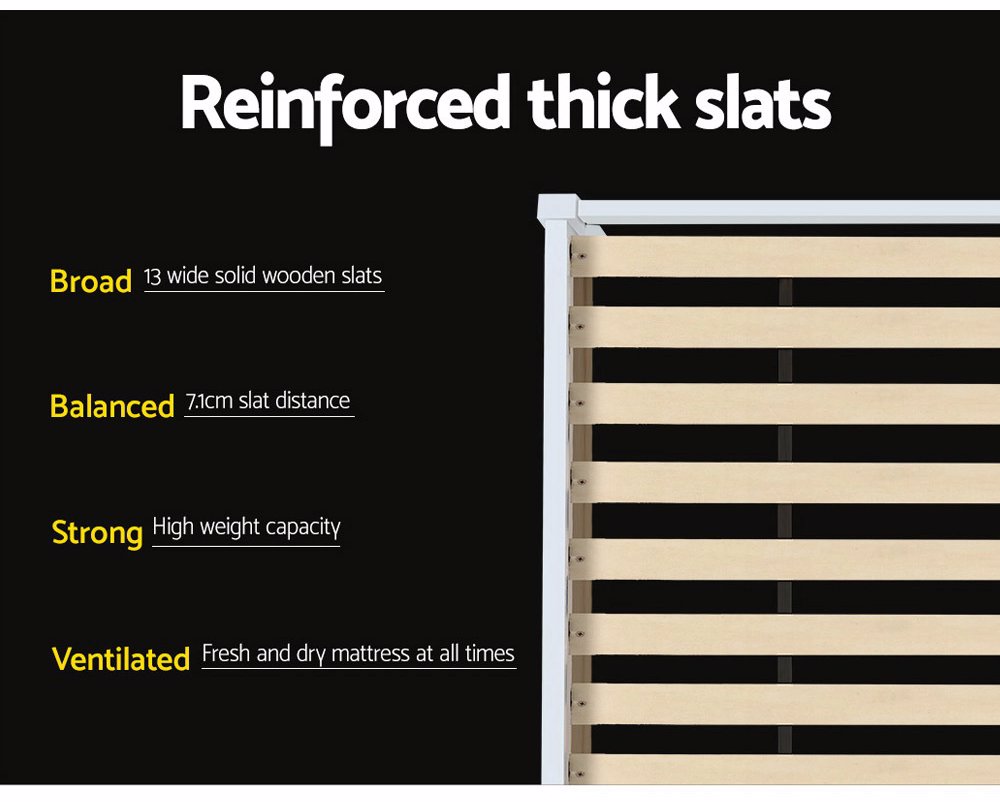 Reinforced thick slats
Broad 13 wide solid wooden slats
Balanced 7.1cm slat distance
Strong High weight capacity
Ventilated Fresh and dry mattress at all times